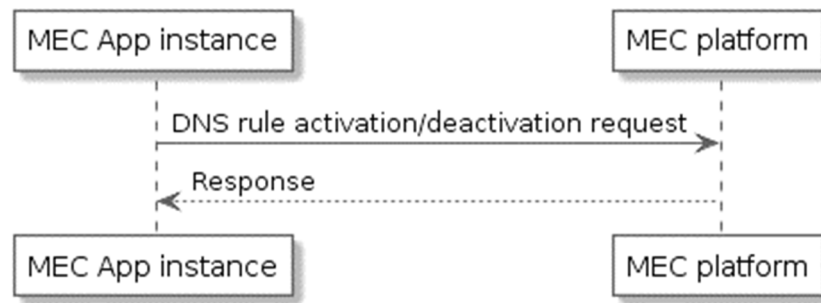 MEC App instance
MEC platform
DNS rule activation/deactivation request
Response
MEC App instance
MEC platform